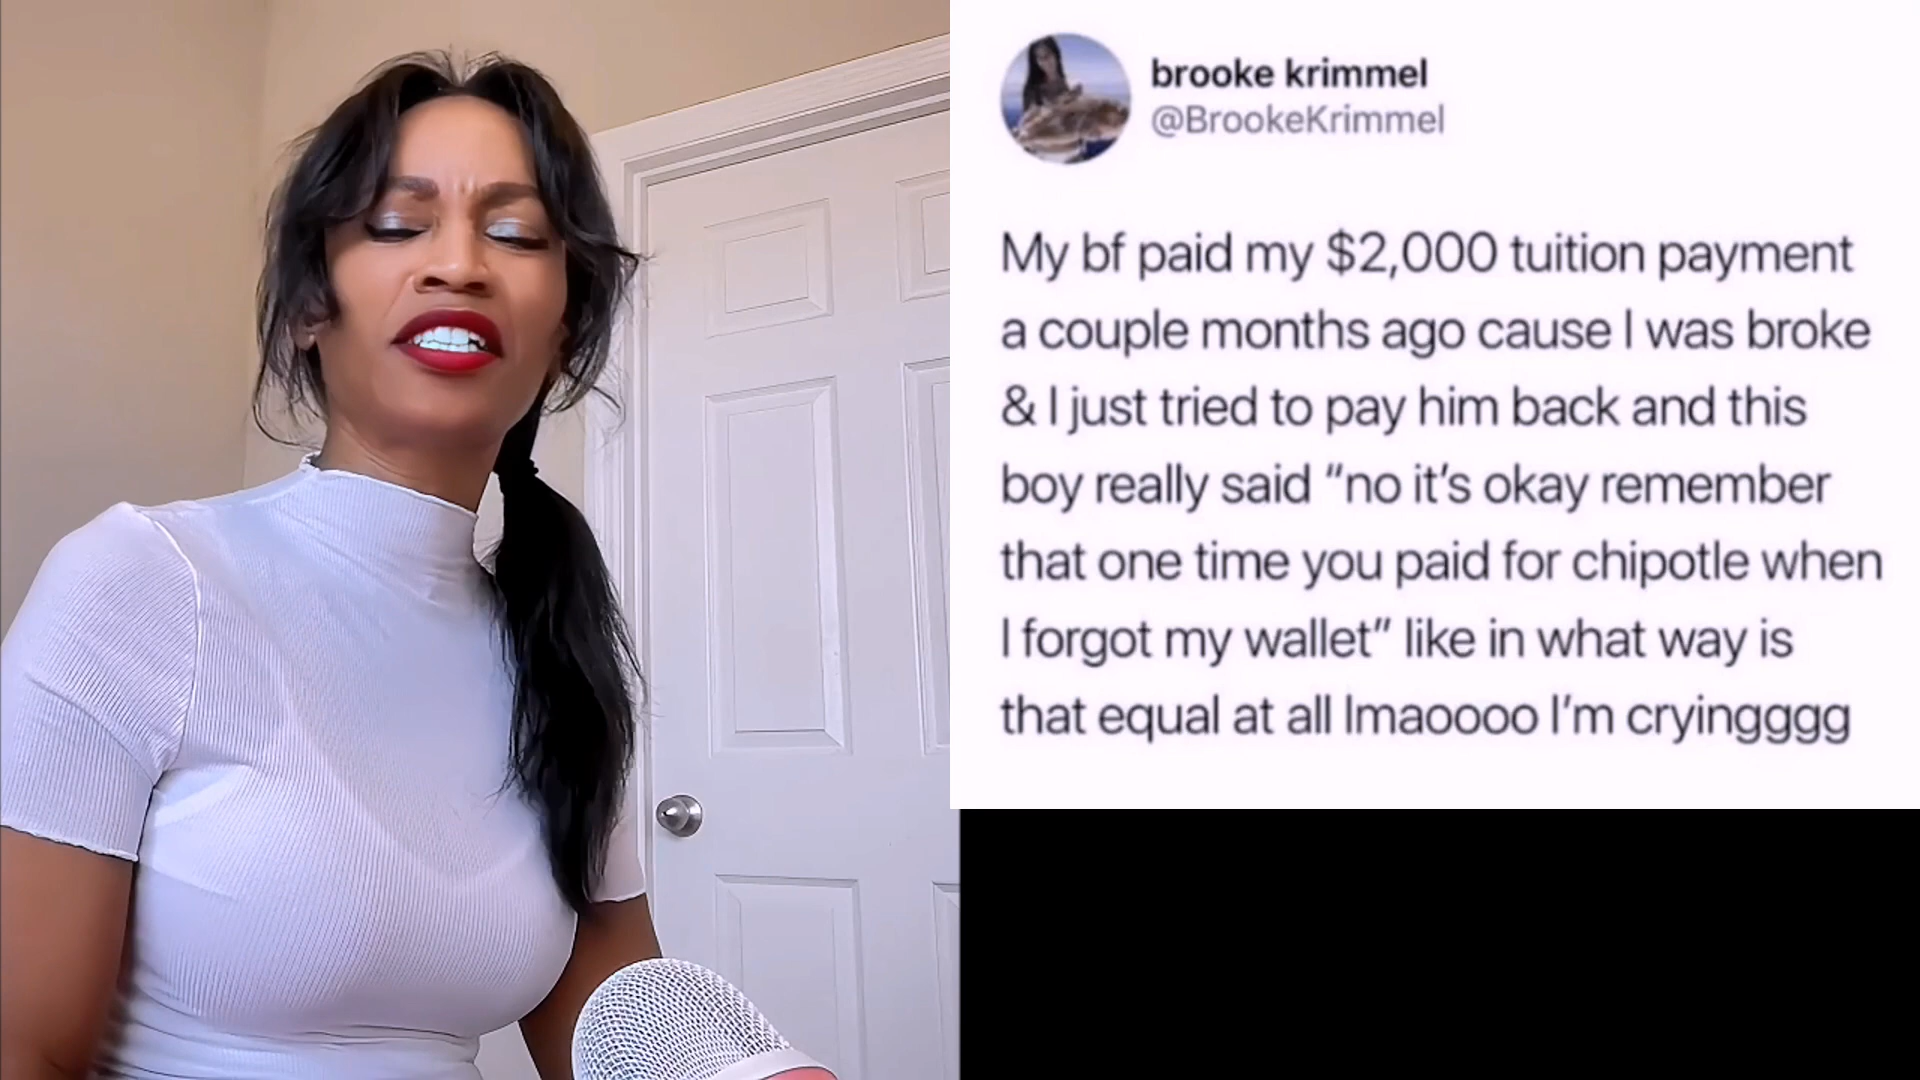 brooke krimmel
@BrookeKrimmel
My bf paid my $2,000 tuition payment
a couple months ago cause I was broke
& I just tried to pay him back and this
boy really said “no it’s okay remember
that one time you paid for chipotle when
I forgot my wallet” like in what way is
that equal at all lmaoooo I’m cryingggg